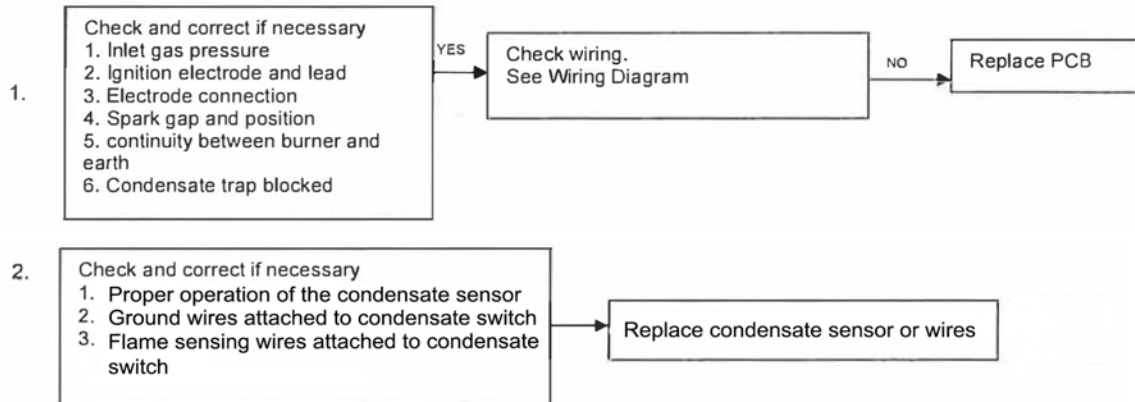 1.
Check and correct if necessary
1. Inlet gas pressure
2. Ignition electrode and lead
3. Electrode connection
4. Spark gap and position
5. continuity between burner and
earth
6. Condensate trap blocked
YES
Check wiring.
See Wiring Diagram
NO
Replace PCB
2.
Check and correct if necessary
1. Proper operation of the condensate sensor
2. Ground wires attached to condensate switch
3. Flame sensing wires attached to condensate
switch
Replace condensate sensor or wires